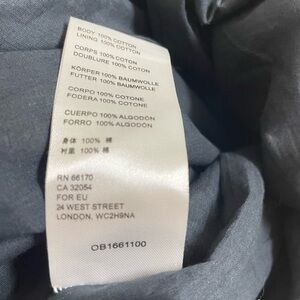 BODY 100% COTTON
LINING 100% COTTON
CORPS 100% COTON
DOUBLURE 100% COTON
KÖRPER 100% BAUMWOLLE
FUTTER 100% BAUMWOLLE
CORPO 100% COTONE
FODERA 100% COTONE
CUERPO 100% ALGODÓN
FORRO 100% ALGODÓN
身体 100% 棉
衬里 100% 棉
RN 66170
CA 32054
FOR EU
24 WEST STREET
LONDON, WC2H9NA
OB1661100